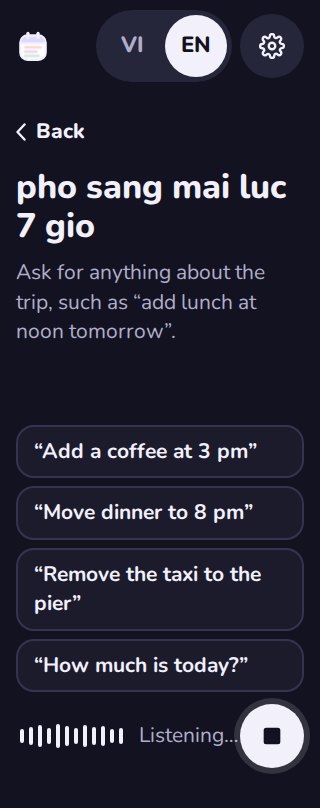 VI EN
Back
pho sang mai luc
7 gio
Ask for anything about the
trip, such as “add lunch at
noon tomorrow”.
“Add a coffee at 3 pm”
“Move dinner to 8 pm”
“Remove the taxi to the
pier”
“How much is today?”
Listening...